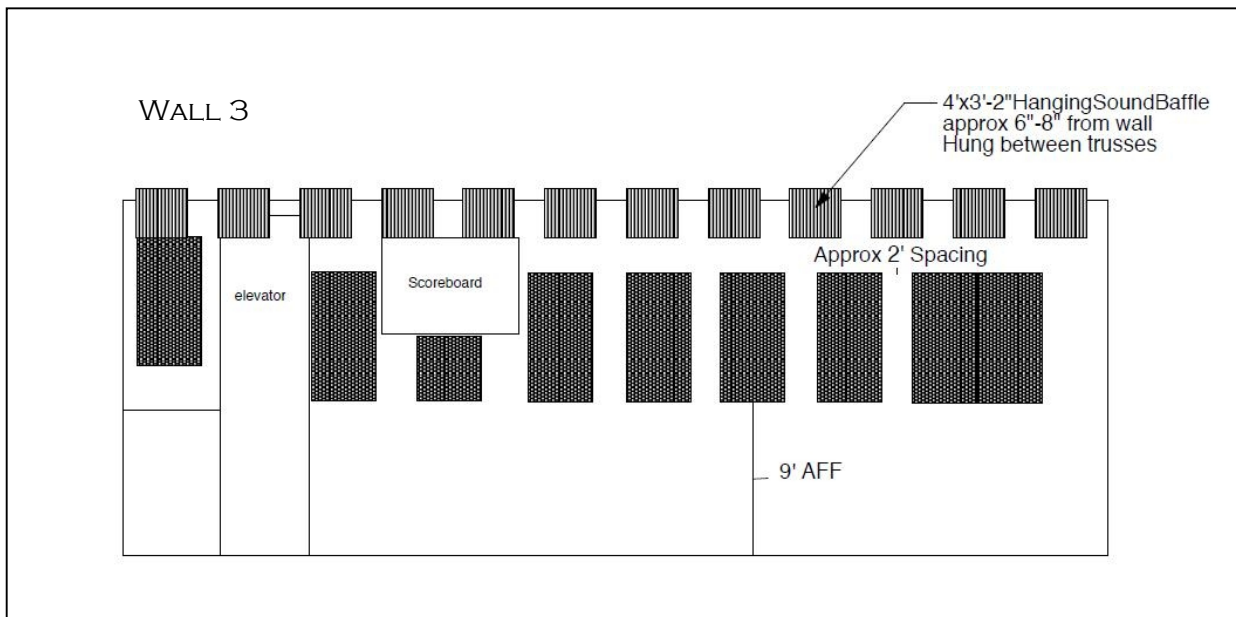 WALL 3
4'x3'-2"HangingSoundBaffle
approx 6"-8" from wall
Hung between trusses
Approx 2' Spacing
Scoreboard
elevator
9' AFF